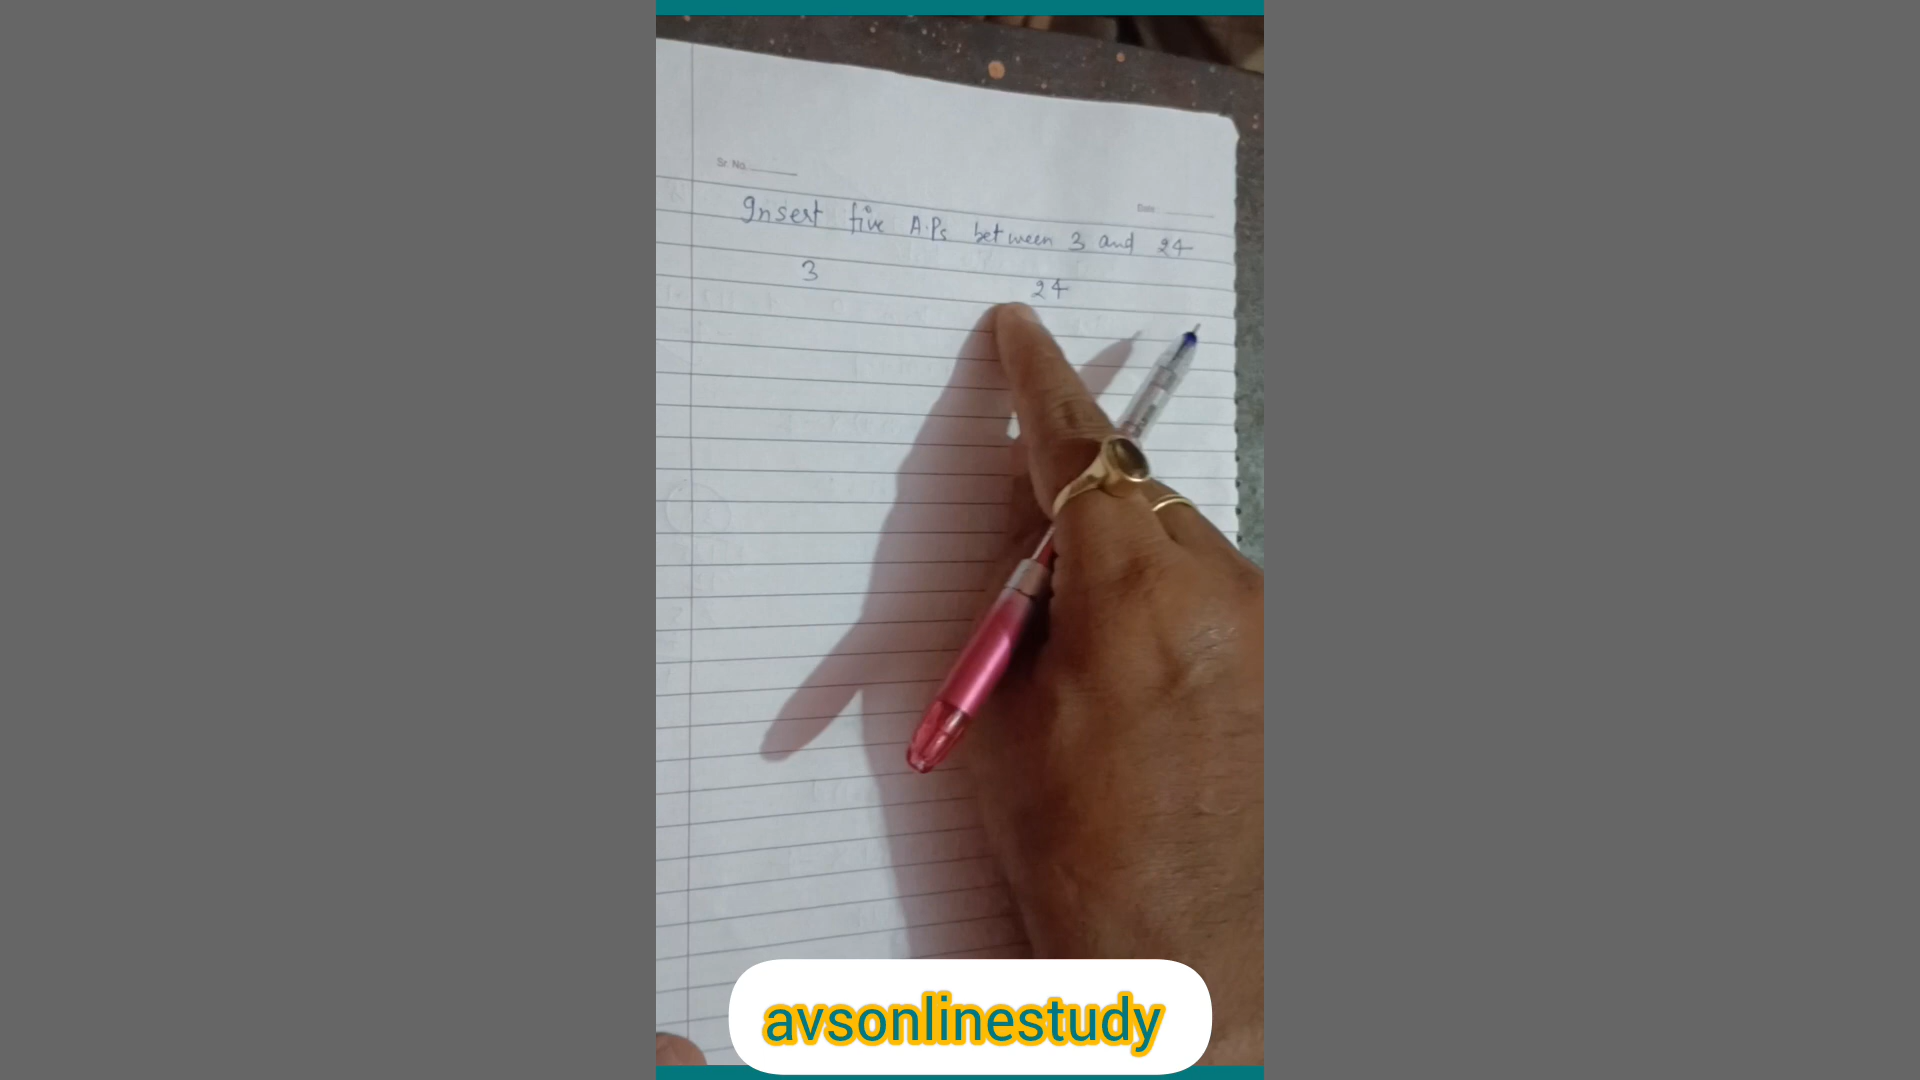 Sr. No.
Date
Insert five A.Ps between 3 and 24
3 24
avsonlinestudy